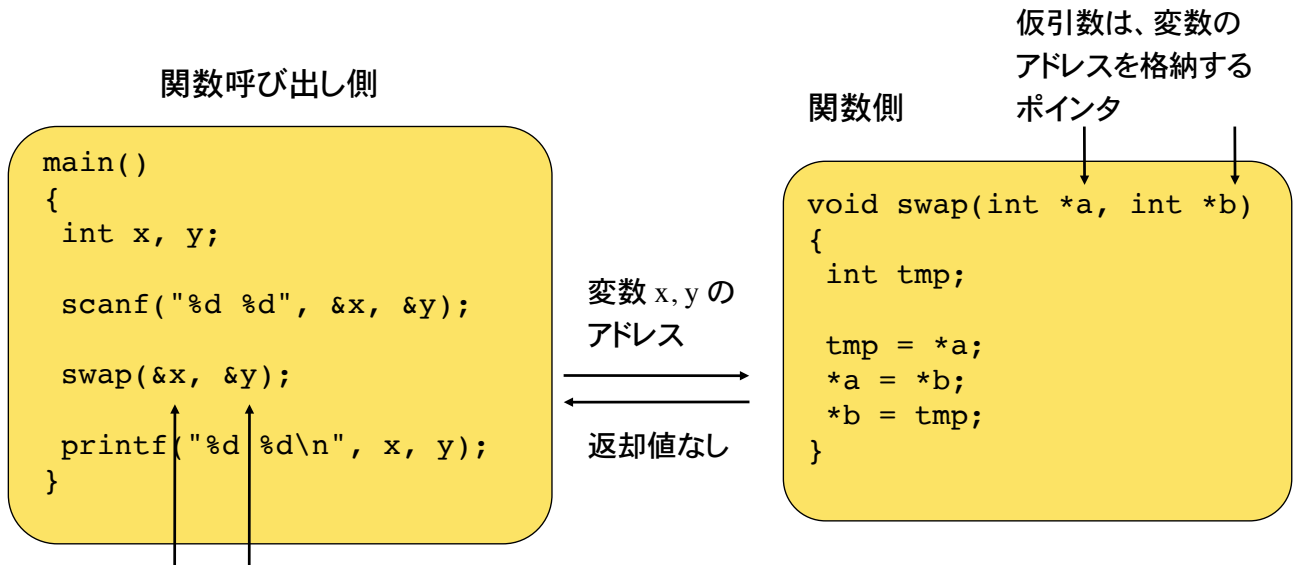 関数呼び出し側
main()
{
int x, y;
scanf("%d %d", &x, &y);
swap(&x, &y);
printf("%d %d\n", x, y);
}
変数 x, y の
アドレス
返却値なし
関数側
仮引数は、変数の
アドレスを格納する
ポインタ
void swap(int *a, int *b)
{
int tmp;
tmp = *a;
*a = *b;
*b = tmp;
}